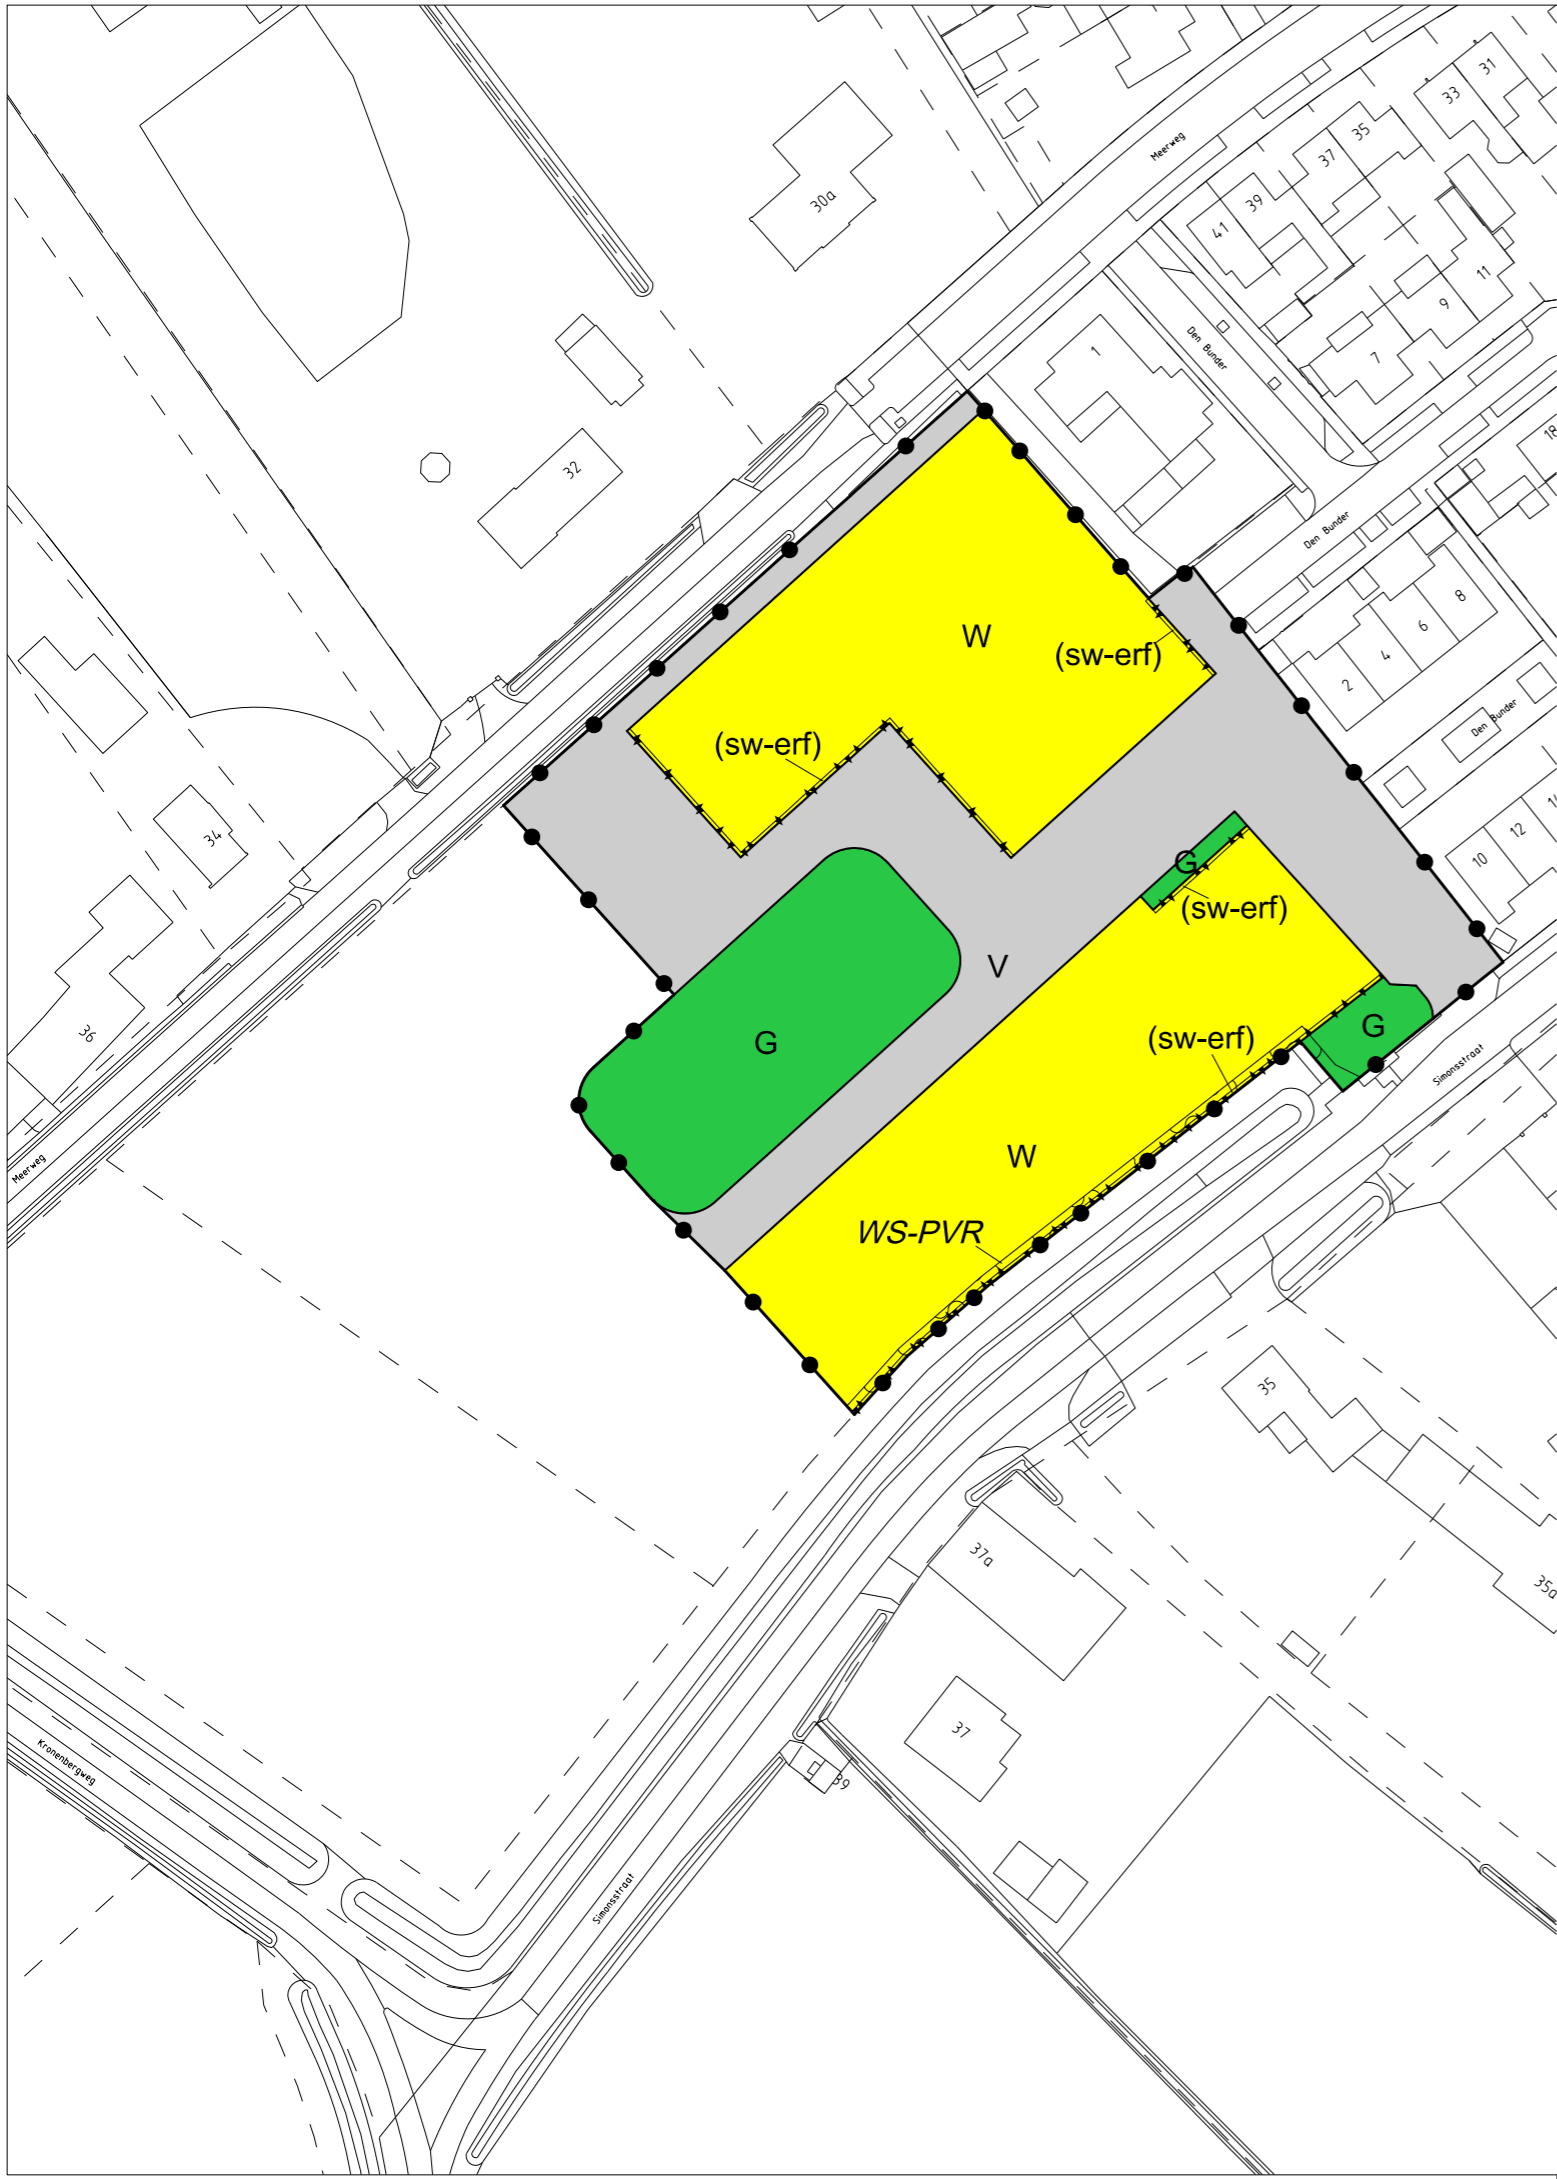 31
33
35
Meerweg
37
39
30a
41
11
9
Den Bunder
1
7
18
32
Den Bunder
8
W
6
(sw-erf)
4
2
Den Bunder
(sw-erf)
12
34
10
G
(sw-erf)
V
G
36
(sw-erf)
G
Simonsstraat
W
Meerweg
WS-PVR
35
37a
35a
37
Kronenbergweg
39
Simonsstraat